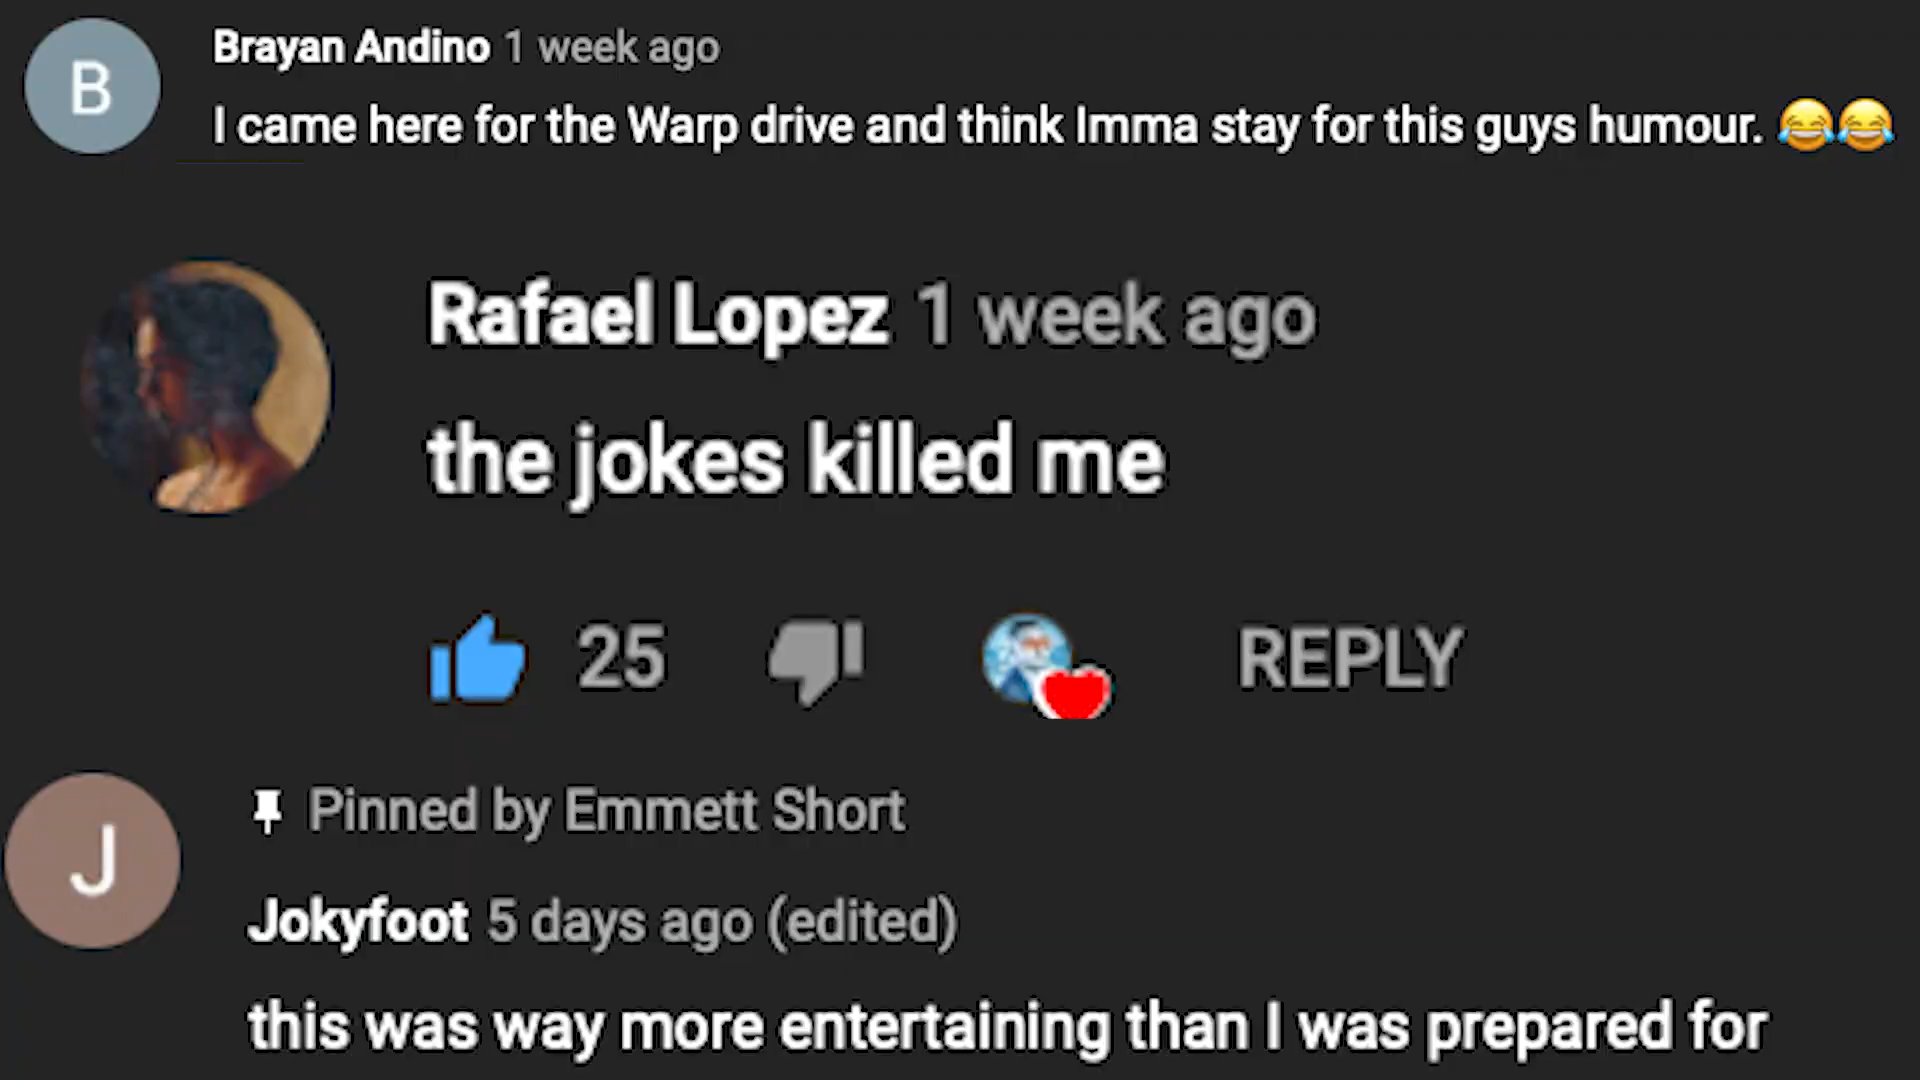 B
Brayan Andino 1 week ago
I came here for the Warp drive and think Imma stay for this guys humour. 😂😂
Rafael Lopez 1 week ago
the jokes killed me
25 REPLY
Pinned by Emmett Short
J
Jokyfoot 5 days ago (edited)
this was way more entertaining than I was prepared for